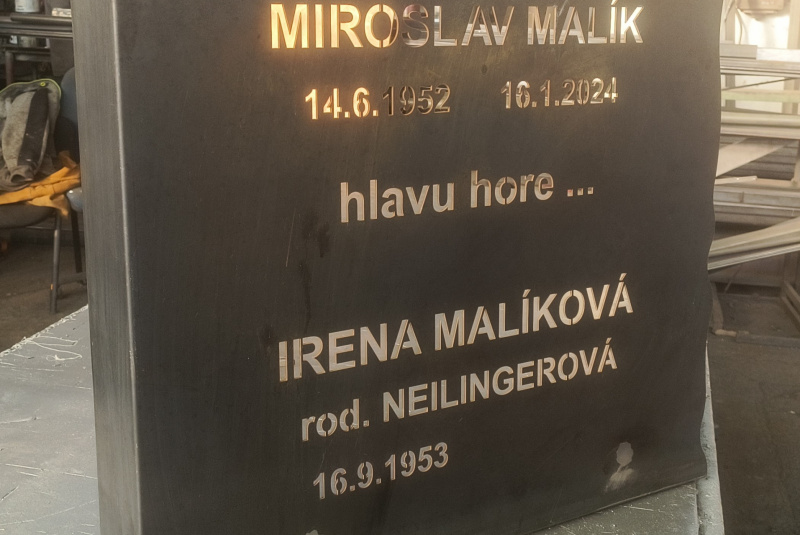 MIROSLAV MALÍK
14.6.1952 16.1.2024
hlavu hore ...
IRENA MALÍKOVÁ
rod. NEILINGEROVÁ
16.9.1953